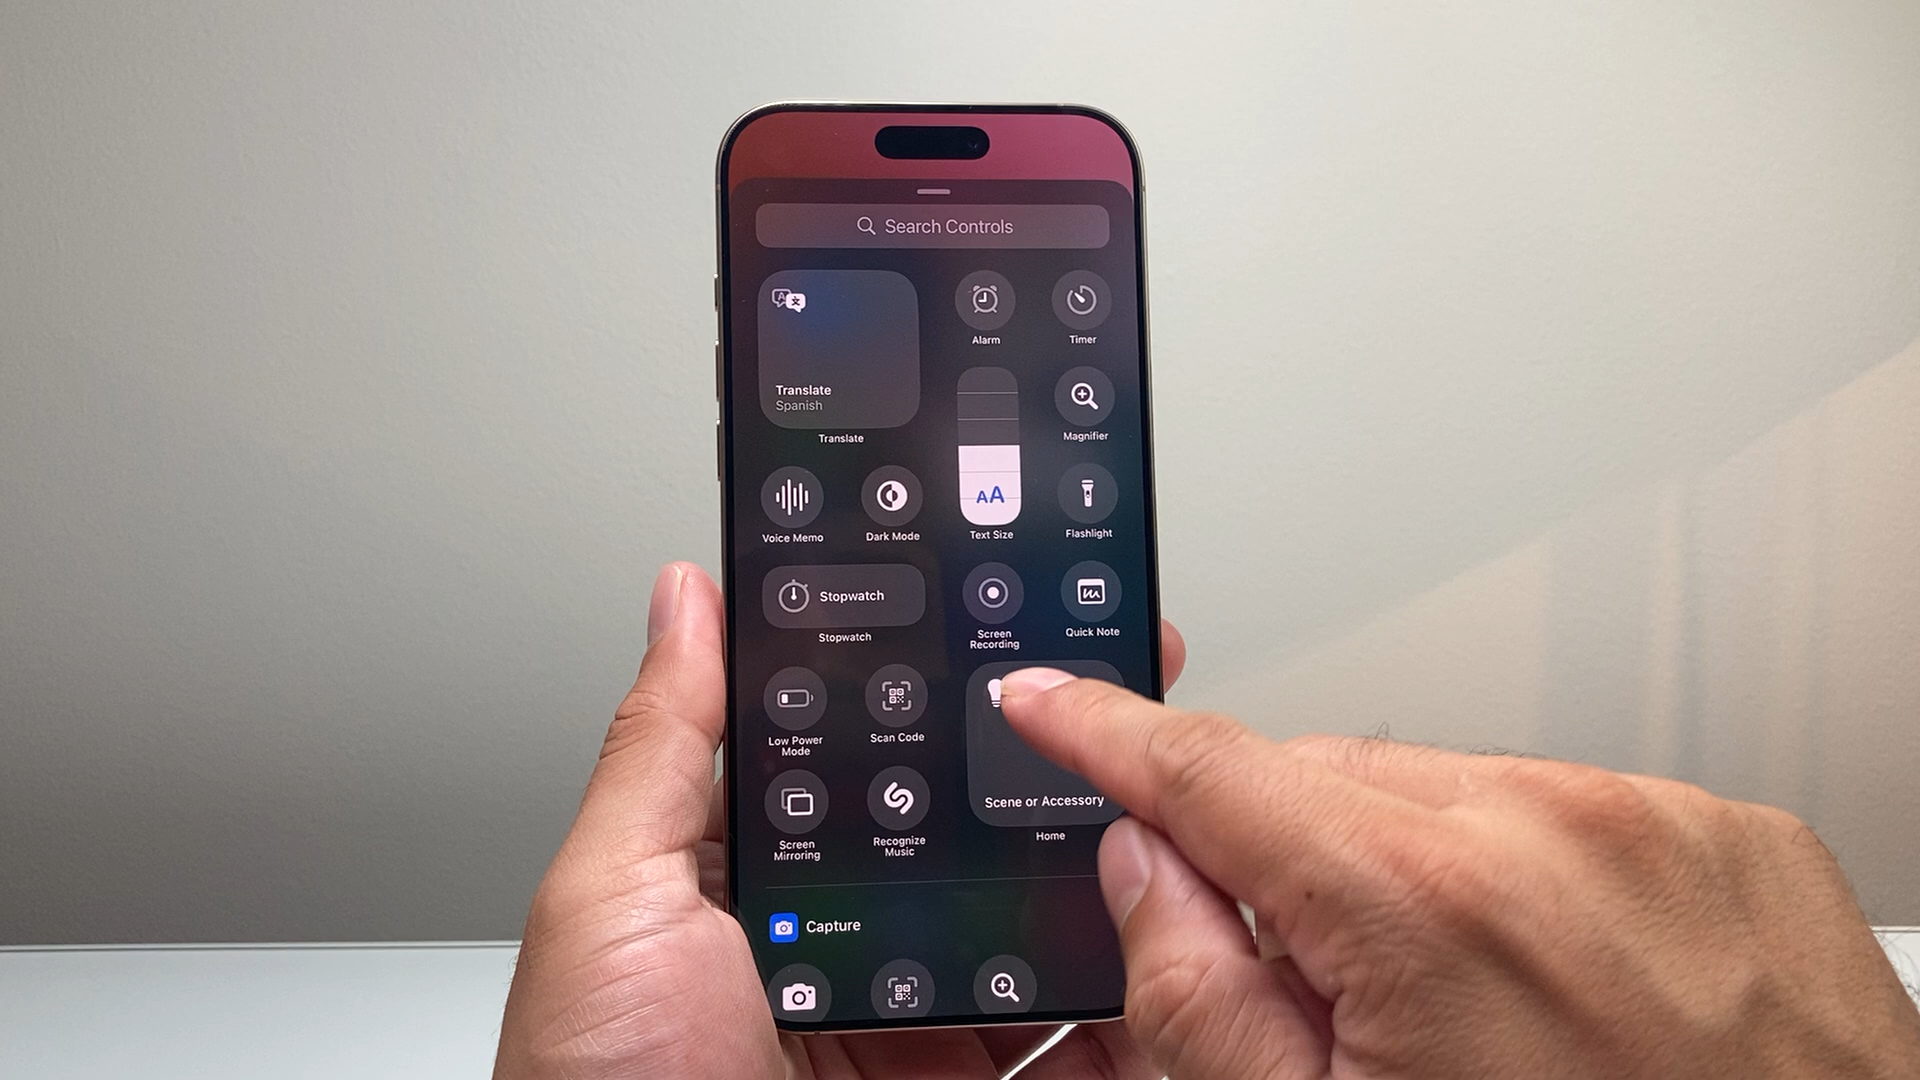 Search Controls
Translate
Spanish
Translate
Alarm
Timer
Magnifier
AA
Voice Memo
Dark Mode
Text Size
Flashlight
Stopwatch
Stopwatch
Screen
Recording
Quick Note
Low Power
Mode
Scan Code
Scene or Accessory
Home
Screen
Mirroring
Recognize
Music
Capture